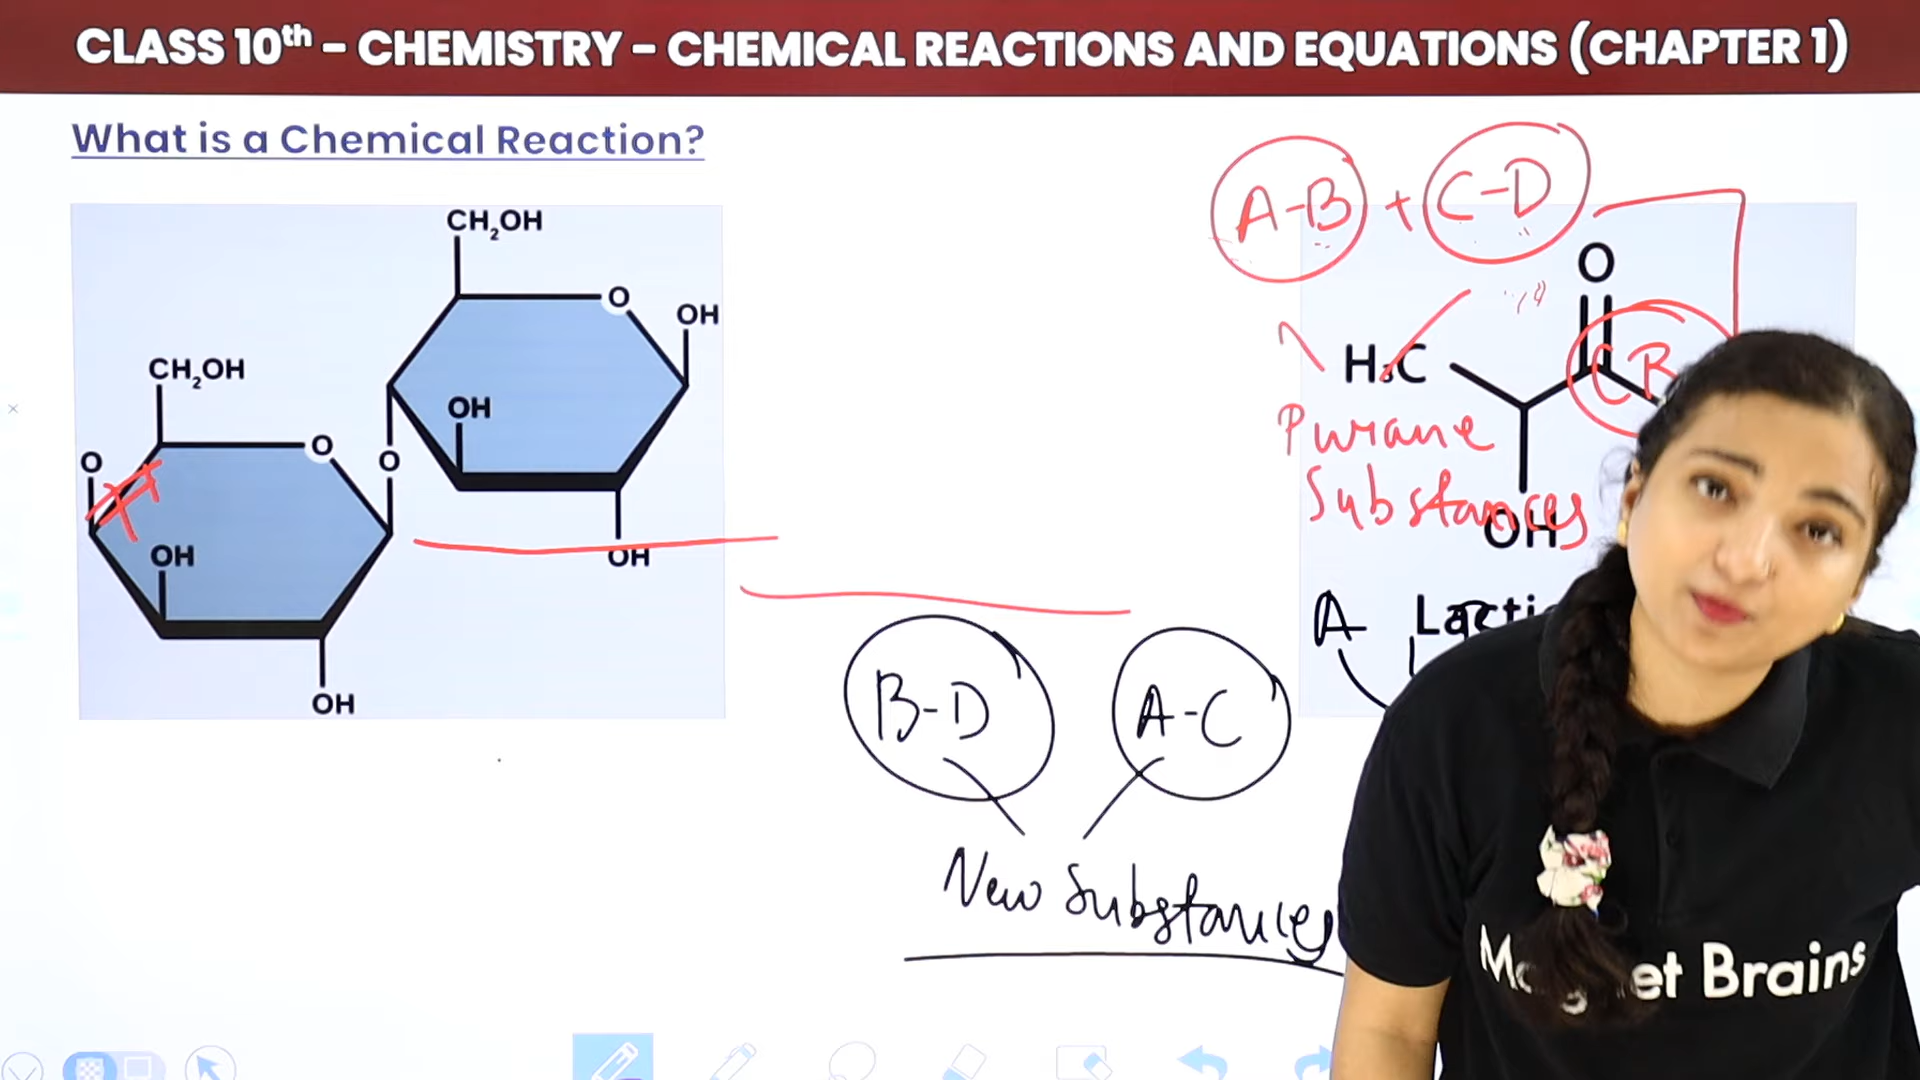 CLASS 10th - CHEMISTRY - CHEMICAL REACTIONS AND EQUATIONS (CHAPTER 1)
What is a Chemical Reaction?
CH2OH
O
OH
OH
O
OH
CH2OH
O
O
OH
OH
A-B + C-D
O
H3C
C B
Purane
Substances
OH
A
B-D
A-C
New Substances
Magnet Brains